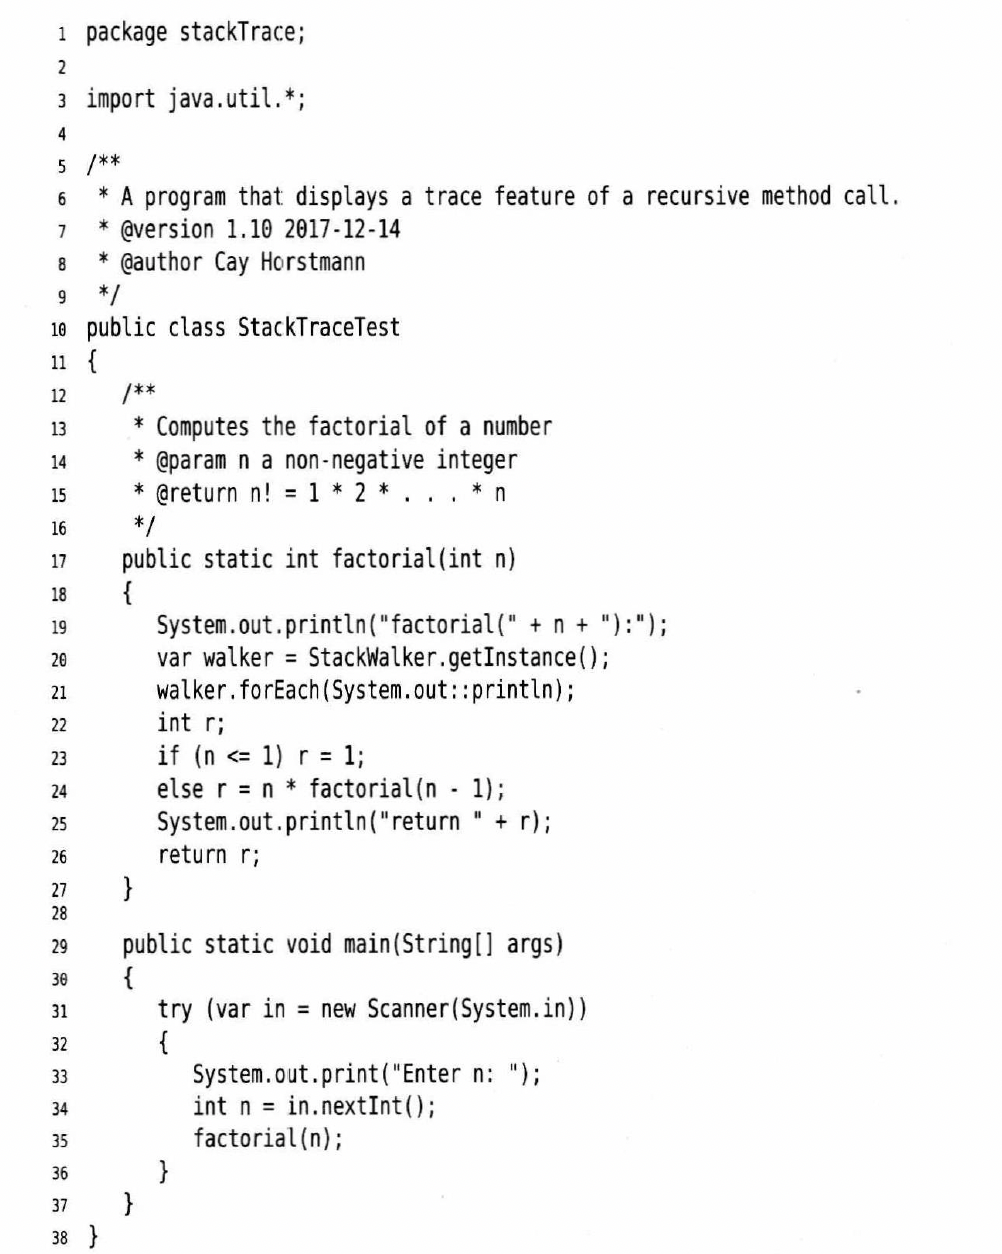 1 package stackTrace;
2
3 import java.util.*;
4
5 /**
6  * A program that displays a trace feature of a recursive method call.
7  * @version 1.10 2017-12-14
8  * @author Cay Horstmann
9  */
10 public class StackTraceTest
11 {
12    /**
13     * Computes the factorial of a number
14     * @param n a non-negative integer
15     * @return n! = 1 * 2 * . . . * n
16     */
17    public static int factorial(int n)
18    {
19       System.out.println("factorial(" + n + "):");
20       var walker = StackWalker.getInstance();
21       walker.forEach(System.out::println);
22       int r;
23       if (n <= 1) r = 1;
24       else r = n * factorial(n - 1);
25       System.out.println("return " + r);
26       return r;
27    }
28
29    public static void main(String[] args)
30    {
31       try (var in = new Scanner(System.in))
32       {
33          System.out.print("Enter n: ");
34          int n = in.nextInt();
35          factorial(n);
36       }
37    }
38 }